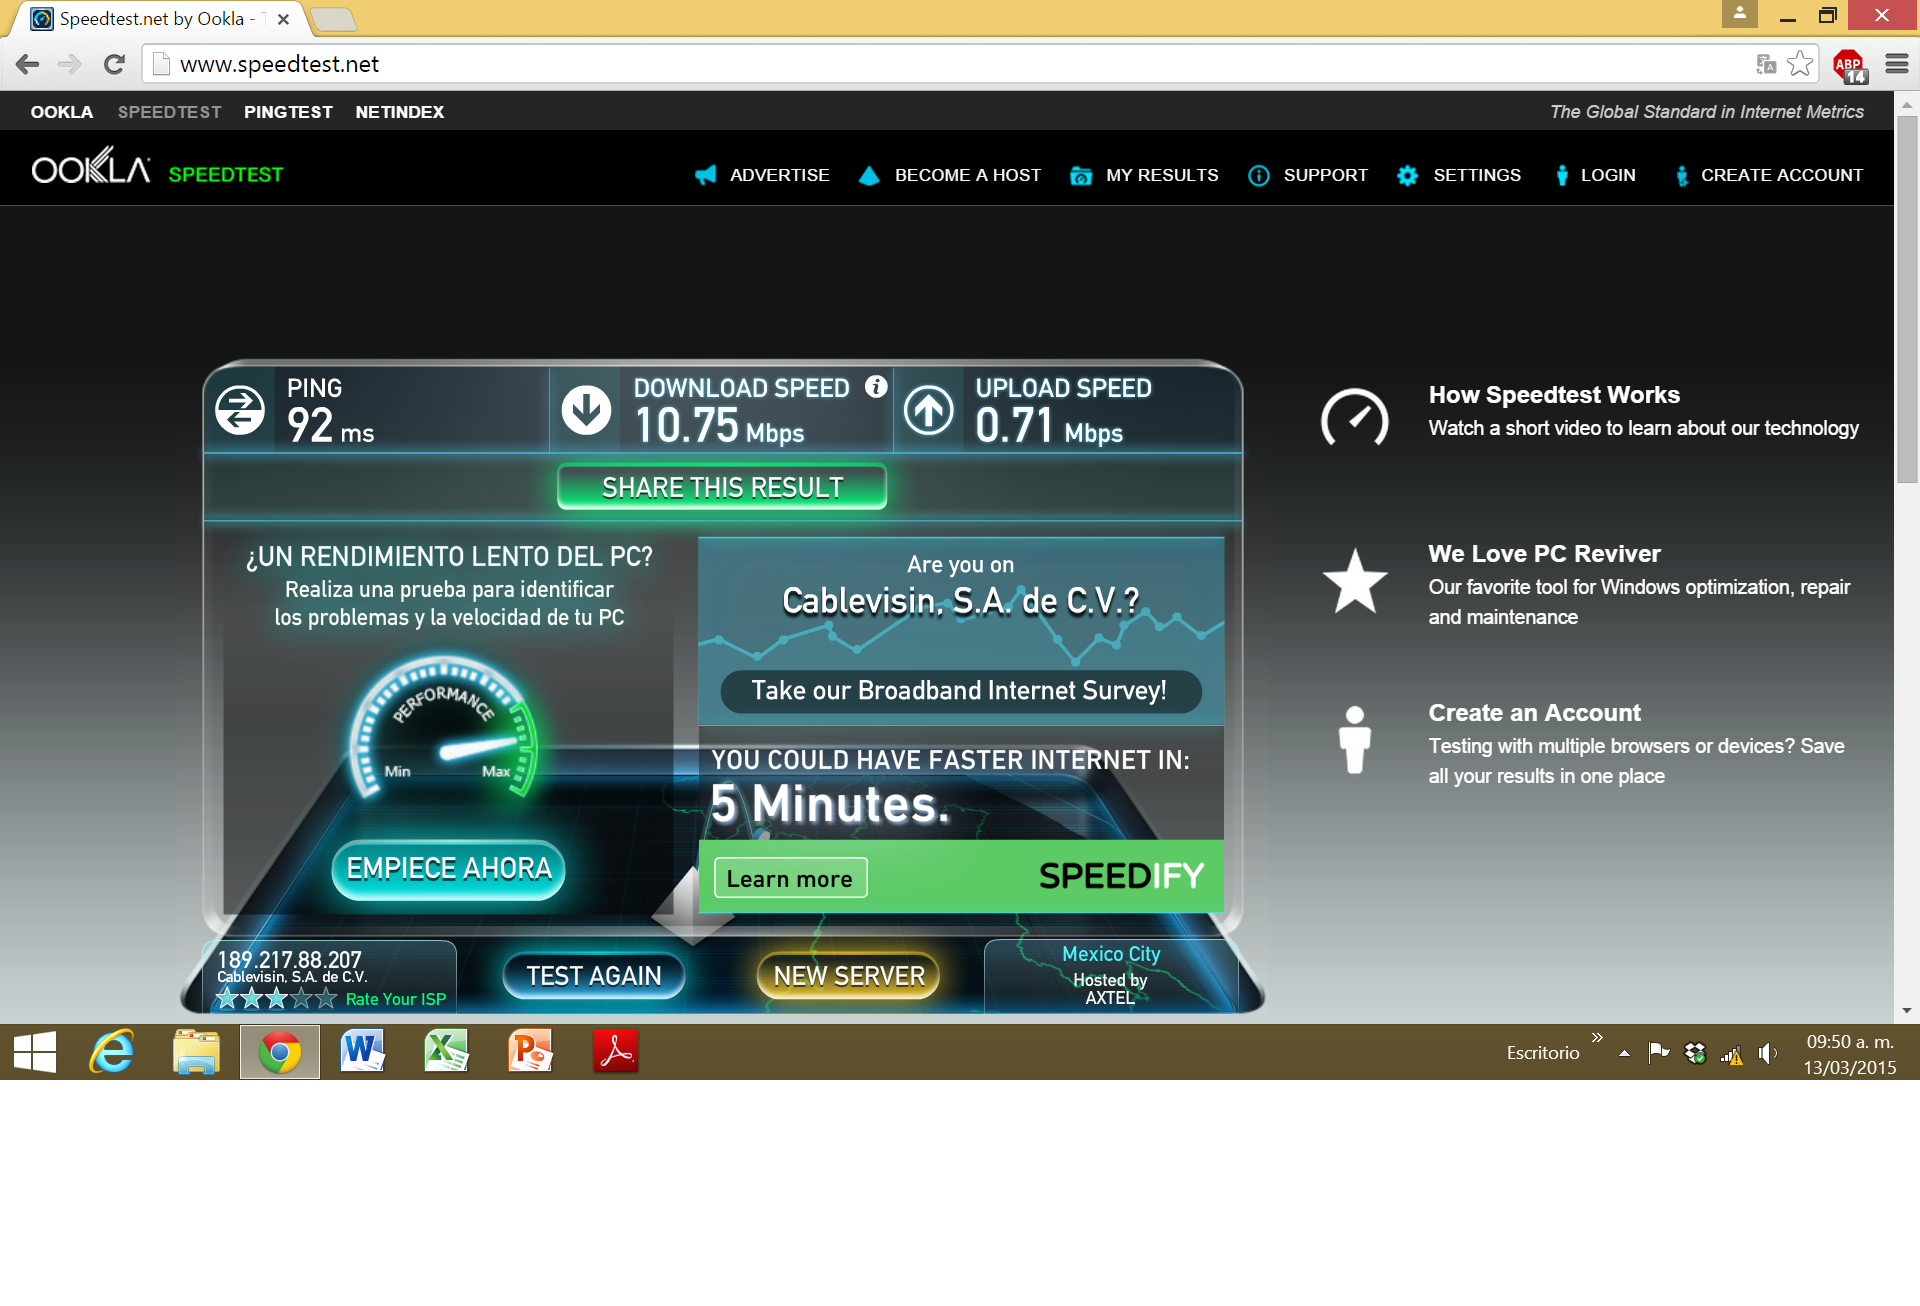 Speedtest.net by Ookla -
www.speedtest.net
ABP
14
OOKLA SPEEDTEST PINGTEST NETINDEX
The Global Standard in Internet Metrics
OOKLA SPEEDTEST
ADVERTISE BECOME A HOST MY RESULTS SUPPORT SETTINGS LOGIN CREATE ACCOUNT
PING
92 ms
DOWNLOAD SPEED
10.75 Mbps
UPLOAD SPEED
0.71 Mbps
SHARE THIS RESULT
¿UN RENDIMIENTO LENTO DEL PC?
Realiza una prueba para identificar
los problemas y la velocidad de tu PC
PERFORMANCE
Min Max
EMPIECE AHORA
Are you on
Cablevisin, S.A. de C.V.?
Take our Broadband Internet Survey!
YOU COULD HAVE FASTER INTERNET IN:
5 Minutes.
Learn more
SPEEDIFY
189.217.88.207
Cablevisin, S.A. de C.V.
Rate Your ISP
TEST AGAIN
NEW SERVER
Mexico City
Hosted by
AXTEL
How Speedtest Works
Watch a short video to learn about our technology
We Love PC Reviver
Our favorite tool for Windows optimization, repair
and maintenance
Create an Account
Testing with multiple browsers or devices? Save
all your results in one place
Escritorio
09:50 a. m.
13/03/2015